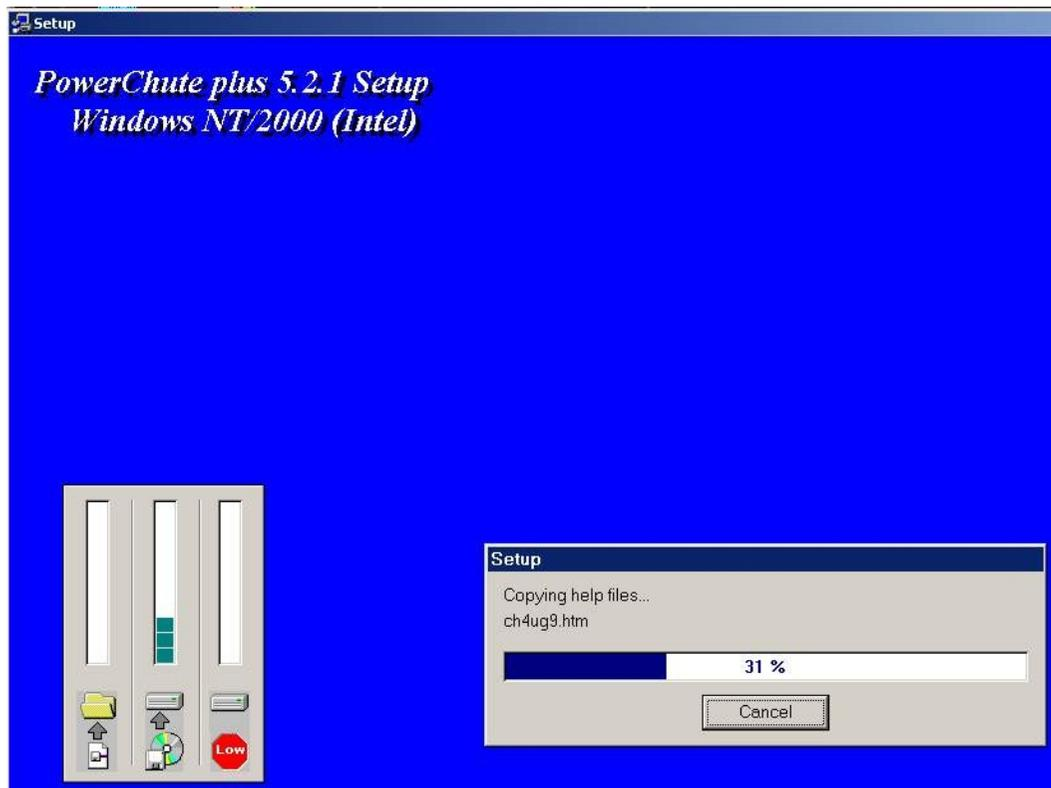 Setup
PowerChute plus 5.2.1 Setup
Windows NT/2000 (Intel)
Low
Setup
Copying help files...
ch4ug9.htm
31 %
Cancel